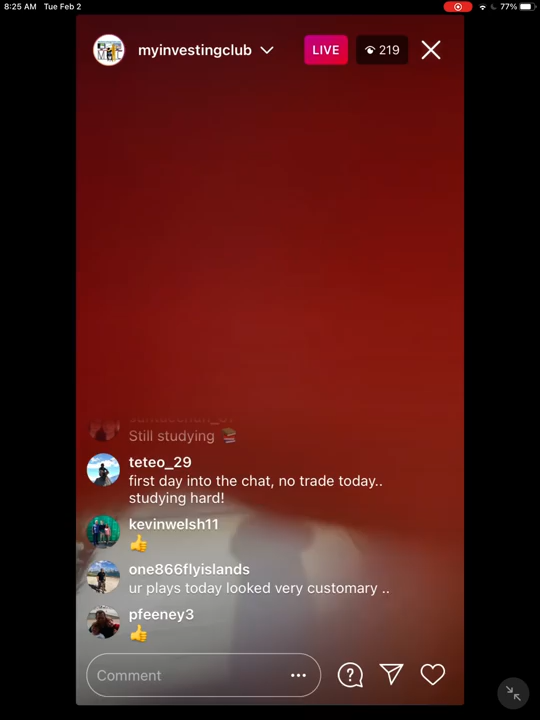 8:25 AM Tue Feb 2
77%
myinvestingclub
LIVE
219
Still studying 📚
teteo_29
first day into the chat, no trade today..
studying hard!
kevinwelsh11
👍
one866flyislands
ur plays today looked very customary ..
pfeeney3
👍
Comment